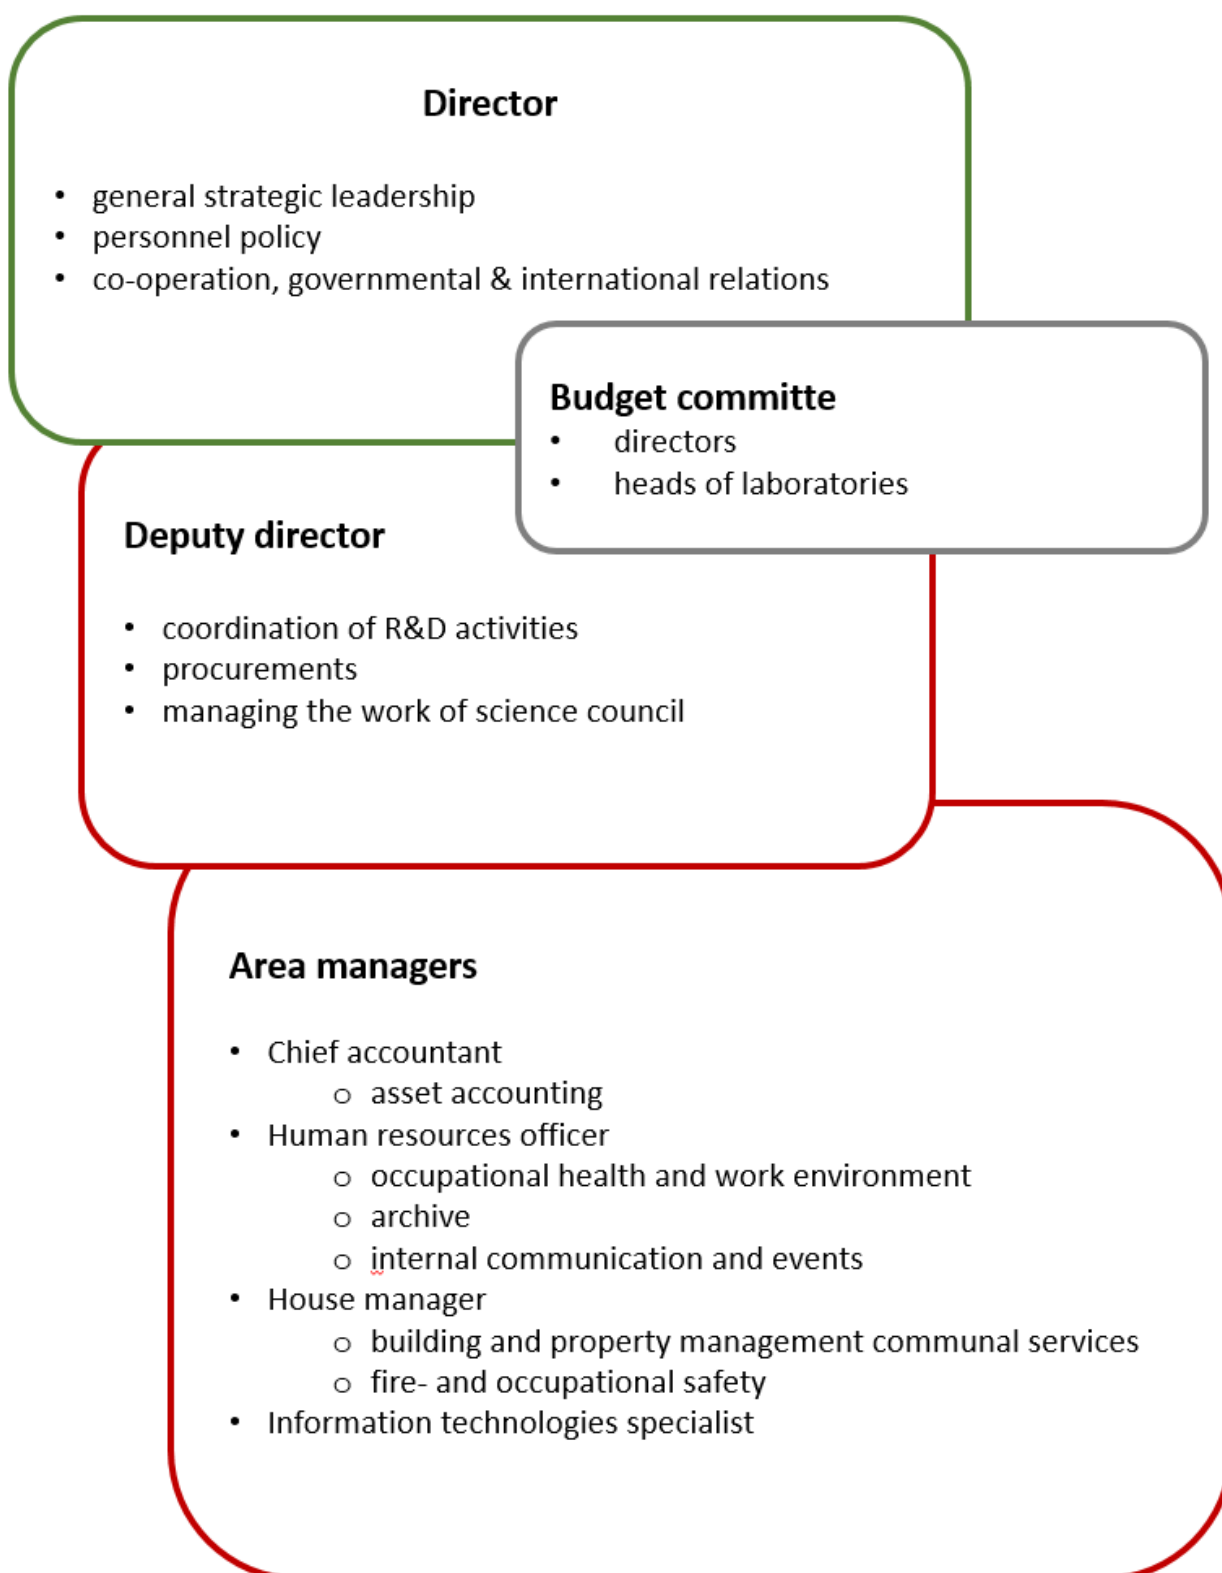 Director
• general strategic leadership
• personnel policy
• co-operation, governmental & international relations
Budget committe
• directors
• heads of laboratories
Deputy director
• coordination of R&D activities
• procurements
• managing the work of science council
Area managers
• Chief accountant
o asset accounting
• Human resources officer
o occupational health and work environment
o archive
o internal communication and events
• House manager
o building and property management communal services
o fire- and occupational safety
• Information technologies specialist